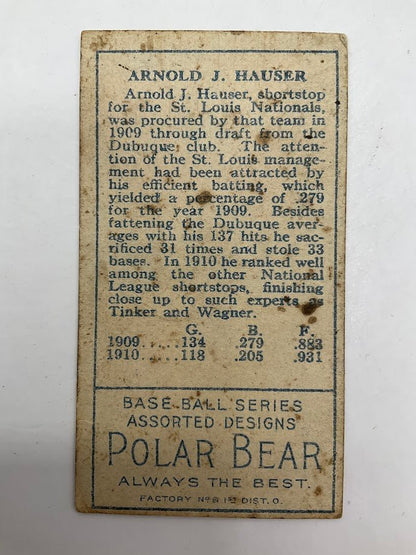 ARNOLD J. HAUSER
Arnold J. Hauser, shortstop
for the St. Louis Nationals,
was procured by that team in
1909 through draft from the
Dubuque club. The atten-
tion of the St. Louis manage-
ment had been attracted by
his efficient batting, which
yielded a percentage of .279
for the year 1909. Besides
fattening the Dubuque aver-
ages with his 137 hits he sac-
rificed 31 times and stole 33
bases. In 1910 he ranked well
among the other National
League shortstops, finishing
close up to such experts as
Tinker and Wagner.
G. B. F.
1909......134 .279 .883
1910......118 .205 .931
BASE BALL SERIES
ASSORTED DESIGNS
POLAR BEAR
ALWAYS THE BEST.
FACTORY No 6 1st DIST. O.